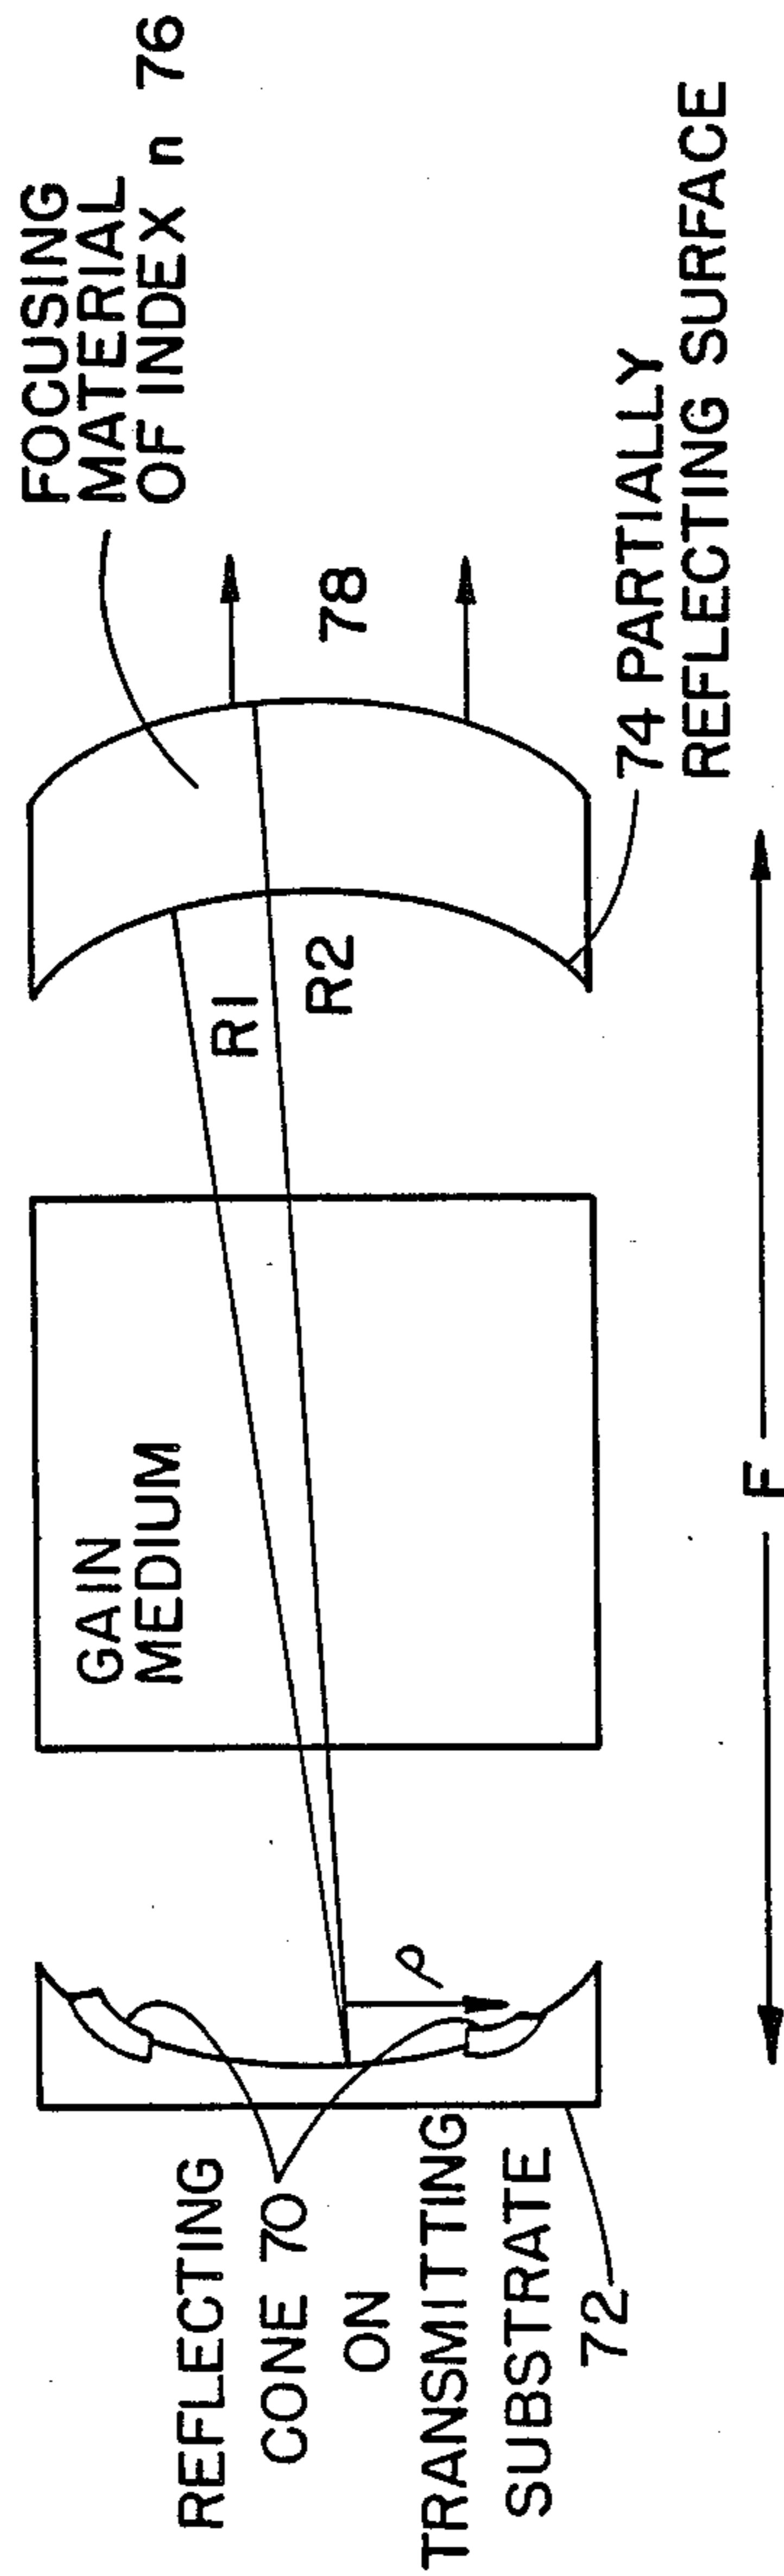 REFLECTING
CONE 70
ON
TRANSMITTING
SUBSTRATE
72
ρ
GAIN
MEDIUM
R1
R2
FOCUSING
MATERIAL
OF INDEX n 76
78
74 PARTIALLY
REFLECTING SURFACE
F